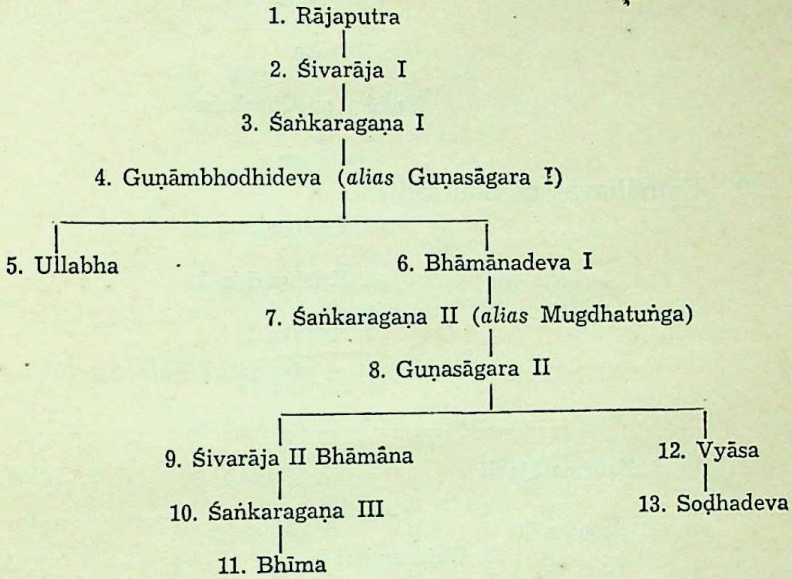 1. Rājaputra
2. Śivarāja I
3. Śaṅkaragaṇa I
4. Guṇāmbhodhideva (alias Guṇasāgara I)
5. Ullabha
6. Bhāmānadeva I
7. Śaṅkaragaṇa II (alias Mugdhatuṅga)
8. Guṇasāgara II
9. Śivarāja II Bhāmāna
12. Vyāsa
10. Śaṅkaragaṇa III
13. Soḍhadeva
11. Bhīma